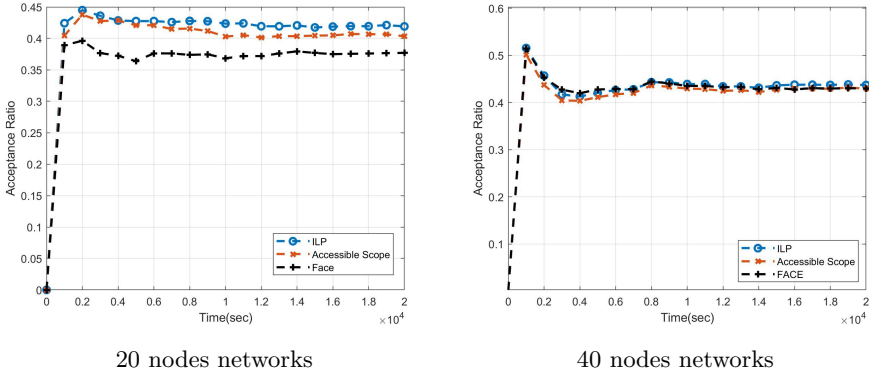 0.45
0.4
0.35
0.3
0.25
0.2
0.15
0.1
0.05
0
Acceptance Ratio
ILP
Accessible Scope
Face
0 0.2 0.4 0.6 0.8 1 1.2 1.4 1.6 1.8 2
Time(sec)
×10^4
20 nodes networks
0.6
0.5
0.4
0.3
0.2
0.1
Acceptance Ratio
ILP
Accessible Scope
FACE
0 0.2 0.4 0.6 0.8 1 1.2 1.4 1.6 1.8 2
Time(sec)
×10^4
40 nodes networks